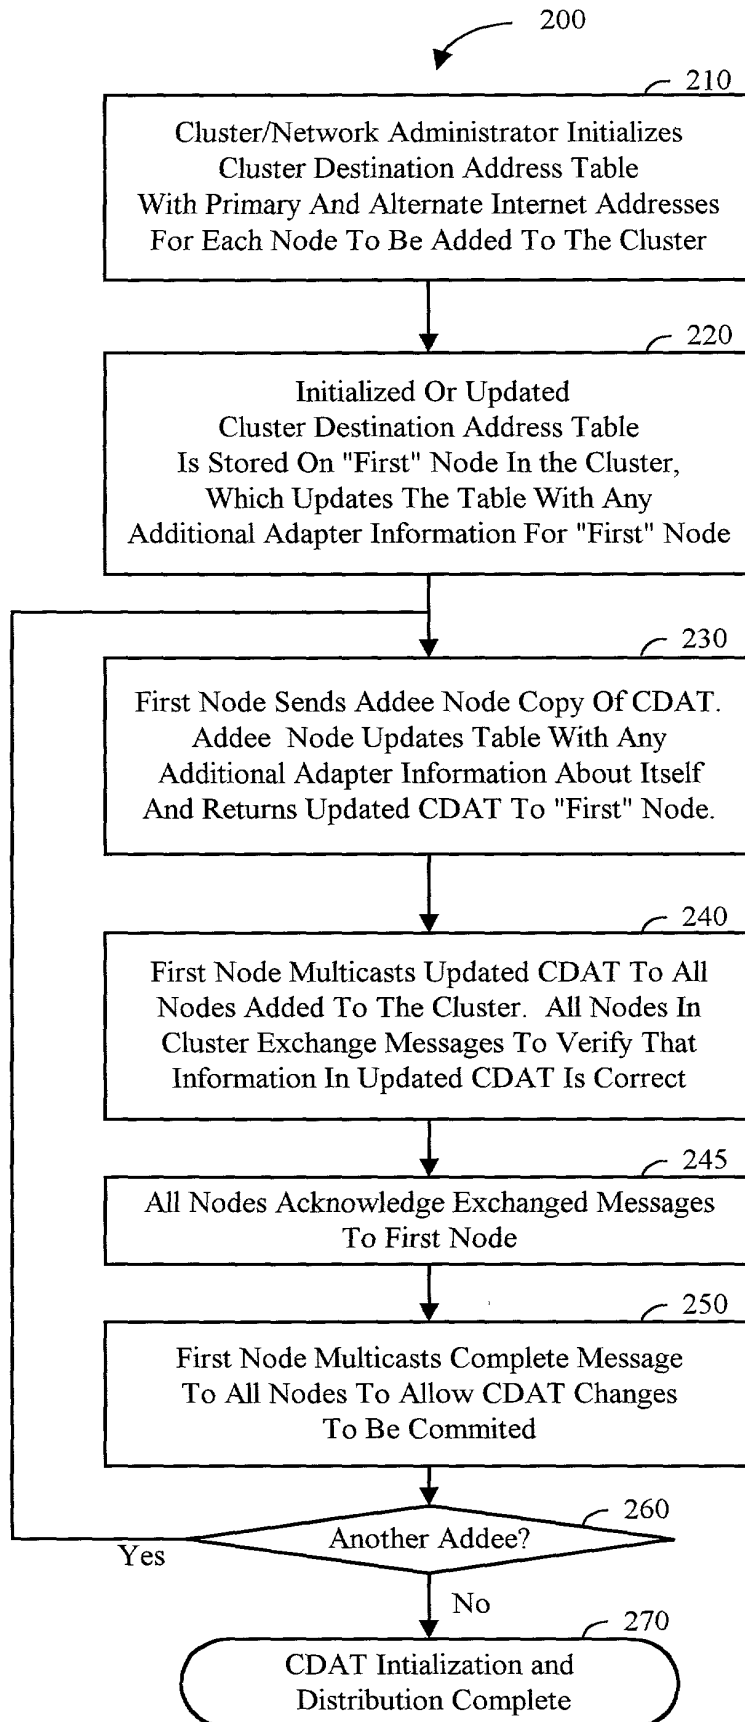 200
210
Cluster/Network Administrator Initializes
Cluster Destination Address Table
With Primary And Alternate Internet Addresses
For Each Node To Be Added To The Cluster
220
Initialized Or Updated
Cluster Destination Address Table
Is Stored On "First" Node In the Cluster,
Which Updates The Table With Any
Additional Adapter Information For "First" Node
230
First Node Sends Addee Node Copy Of CDAT.
Addee Node Updates Table With Any
Additional Adapter Information About Itself
And Returns Updated CDAT To "First" Node.
240
First Node Multicasts Updated CDAT To All
Nodes Added To The Cluster. All Nodes In
Cluster Exchange Messages To Verify That
Information In Updated CDAT Is Correct
245
All Nodes Acknowledge Exchanged Messages
To First Node
250
First Node Multicasts Complete Message
To All Nodes To Allow CDAT Changes
To Be Commited
260
Another Addee?
Yes
No
270
CDAT Intialization and
Distribution Complete